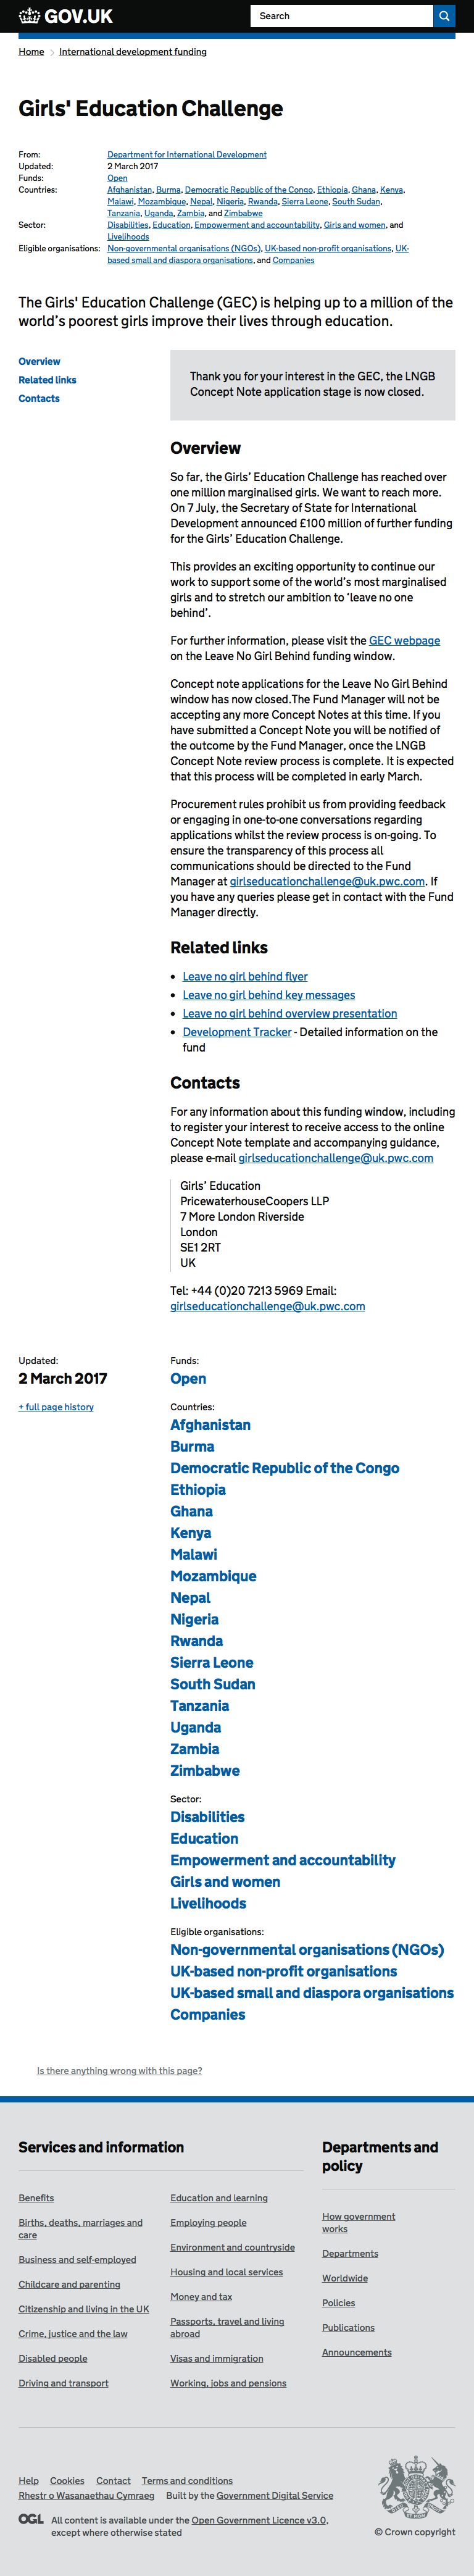 GOV.UK
Search
Home
International development funding
Girls' Education Challenge
From: Department for International Development
Updated: 2 March 2017
Funds: Open
Countries: Afghanistan, Burma, Democratic Republic of the Congo, Ethiopia, Ghana, Kenya,
Malawi, Mozambique, Nepal, Nigeria, Rwanda, Sierra Leone, South Sudan,
Tanzania, Uganda, Zambia, and Zimbabwe
Sector: Disabilities, Education, Empowerment and accountability, Girls and women, and
Livelihoods
Eligible organisations: Non-governmental organisations (NGOs), UK-based non-profit organisations, UK-
based small and diaspora organisations, and Companies
The Girls' Education Challenge (GEC) is helping up to a million of the
world's poorest girls improve their lives through education.
Overview
Related links
Contacts
Thank you for your interest in the GEC, the LNGB
Concept Note application stage is now closed.
Overview
So far, the Girls’ Education Challenge has reached over
one million marginalised girls. We want to reach more.
On 7 July, the Secretary of State for International
Development announced £100 million of further funding
for the Girls’ Education Challenge.
This provides an exciting opportunity to continue our
work to support some of the world’s most marginalised
girls and to stretch our ambition to ‘leave no one
behind’.
For further information, please visit the GEC webpage
on the Leave No Girl Behind funding window.
Concept note applications for the Leave No Girl Behind
window has now closed.The Fund Manager will not be
accepting any more Concept Notes at this time. If you
have submitted a Concept Note you will be notified of
the outcome by the Fund Manager, once the LNGB
Concept Note review process is complete. It is expected
that this process will be completed in early March.
Procurement rules prohibit us from providing feedback
or engaging in one-to-one conversations regarding
applications whilst the review process is on-going. To
ensure the transparency of this process all
communications should be directed to the Fund
Manager at girlseducationchallenge@uk.pwc.com. If
you have any queries please get in contact with the Fund
Manager directly.
Related links
• Leave no girl behind flyer
• Leave no girl behind key messages
• Leave no girl behind overview presentation
• Development Tracker - Detailed information on the
fund
Contacts
For any information about this funding window, including
to register your interest to receive access to the online
Concept Note template and accompanying guidance,
please e-mail girlseducationchallenge@uk.pwc.com
Girls’ Education
PricewaterhouseCoopers LLP
7 More London Riverside
London
SE1 2RT
UK
Tel: +44 (0)20 7213 5969 Email:
girlseducationchallenge@uk.pwc.com
Updated:
2 March 2017
+ full page history
Funds:
Open
Countries:
Afghanistan
Burma
Democratic Republic of the Congo
Ethiopia
Ghana
Kenya
Malawi
Mozambique
Nepal
Nigeria
Rwanda
Sierra Leone
South Sudan
Tanzania
Uganda
Zambia
Zimbabwe
Sector:
Disabilities
Education
Empowerment and accountability
Girls and women
Livelihoods
Eligible organisations:
Non-governmental organisations (NGOs)
UK-based non-profit organisations
UK-based small and diaspora organisations
Companies
Is there anything wrong with this page?
Services and information
Benefits
Births, deaths, marriages and
care
Business and self-employed
Childcare and parenting
Citizenship and living in the UK
Crime, justice and the law
Disabled people
Driving and transport
Education and learning
Employing people
Environment and countryside
Housing and local services
Money and tax
Passports, travel and living
abroad
Visas and immigration
Working, jobs and pensions
Departments and
policy
How government
works
Departments
Worldwide
Policies
Publications
Announcements
Help Cookies Contact Terms and conditions
Rhestr o Wasanaethau Cymraeg Built by the Government Digital Service
OGL All content is available under the Open Government Licence v3.0,
except where otherwise stated
© Crown copyright